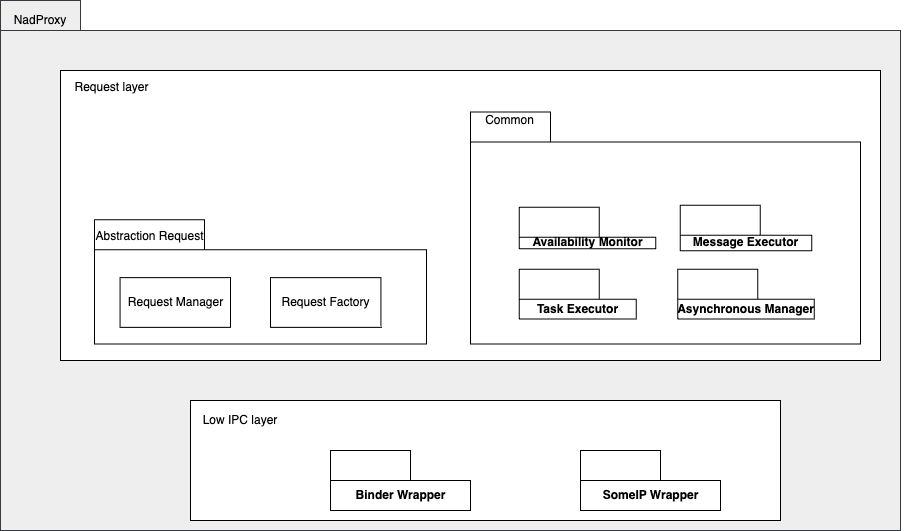 NadProxy
Request layer
Common
Abstraction Request
Availability Monitor
Message Executor
Request Manager
Request Factory
Task Executor
Asynchronous Manager
Low IPC layer
Binder Wrapper
SomeIP Wrapper